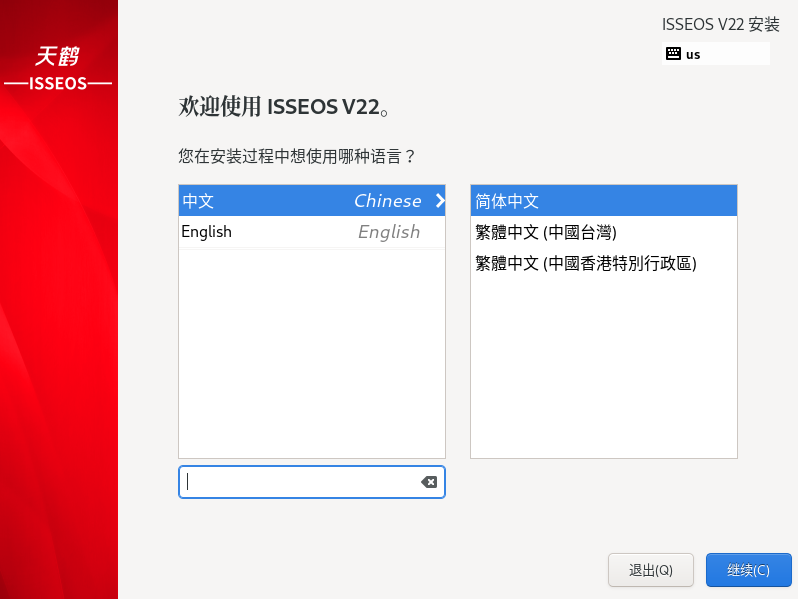 天鹤
ISSEOS
ISSEOS V22 安装
us
欢迎使用 ISSEOS V22。
您在安装过程中想使用哪种语言？
中文 Chinese
English English
简体中文
繁體中文 (中國台灣)
繁體中文 (中國香港特別行政區)
退出(Q)
继续(C)